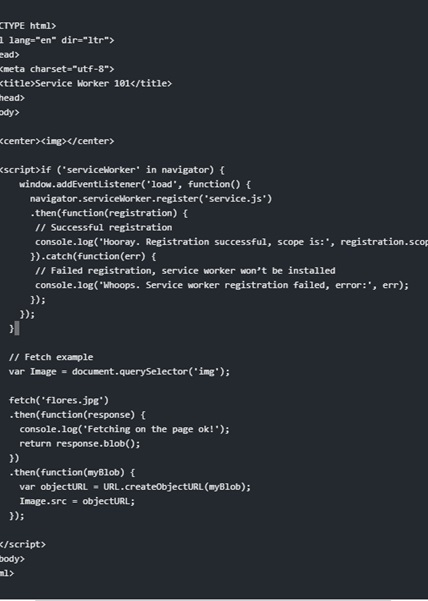 CTYPE html>
l lang="en" dir="ltr">
ead>
<meta charset="utf-8">
<title>Service Worker 101</title>
head>
ody>
<center><img></center>
<script>if ('serviceWorker' in navigator) {
window.addEventListener('load', function() {
navigator.serviceWorker.register('service.js')
.then(function(registration) {
// Successful registration
console.log('Hooray. Registration successful, scope is:', registration.scop
}).catch(function(err) {
// Failed registration, service worker won’t be installed
console.log('Whoops. Service worker registration failed, error:', err);
});
});
}
// Fetch example
var Image = document.querySelector('img');
fetch('flores.jpg')
.then(function(response) {
console.log('Fetching on the page ok!');
return response.blob();
})
.then(function(myBlob) {
var objectURL = URL.createObjectURL(myBlob);
Image.src = objectURL;
});
</script>
body>
ml>